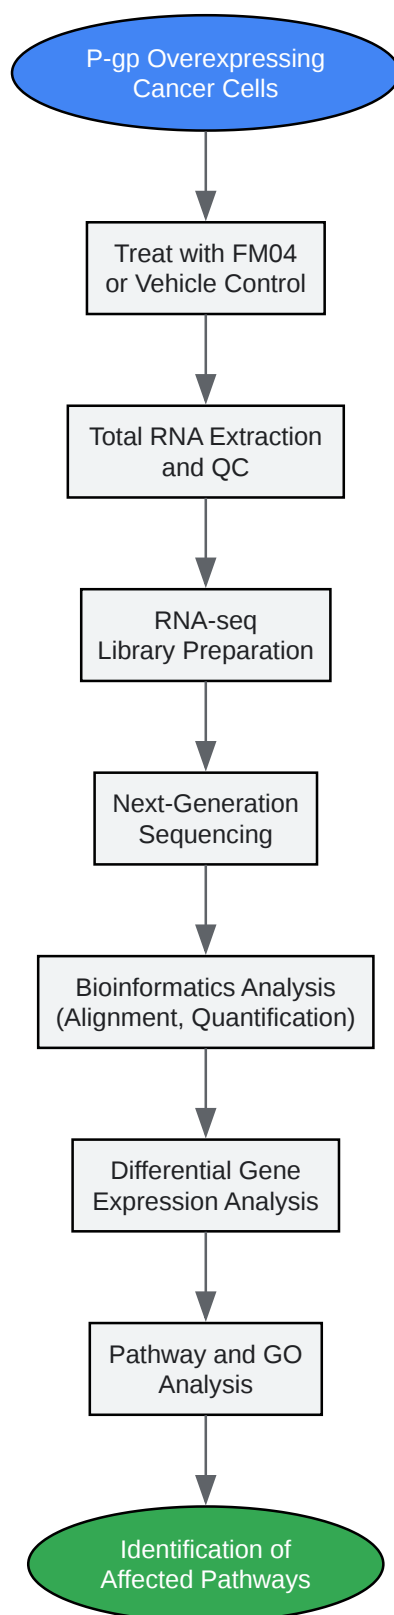 P-gp Overexpressing
Cancer Cells
Treat with FM04
or Vehicle Control
Total RNA Extraction
and QC
RNA-seq
Library Preparation
Next-Generation
Sequencing
Bioinformatics Analysis
(Alignment, Quantification)
Differential Gene
Expression Analysis
Pathway and GO
Analysis
Identification of
Affected Pathways